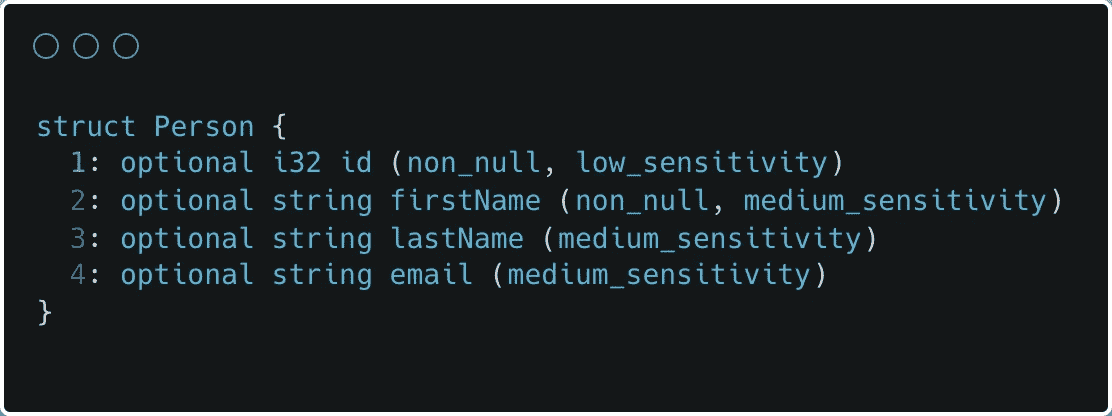 struct Person {
  1: optional i32 id (non_null, low_sensitivity)
  2: optional string firstName (non_null, medium_sensitivity)
  3: optional string lastName (medium_sensitivity)
  4: optional string email (medium_sensitivity)
}